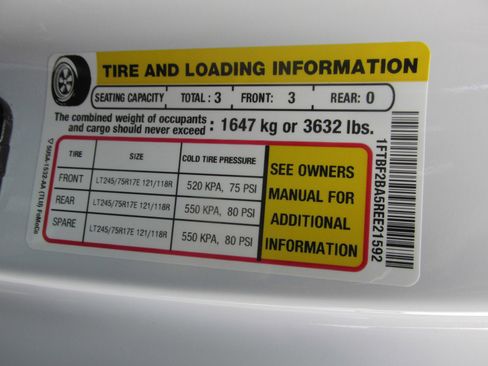 TIRE AND LOADING INFORMATION
SEATING CAPACITY TOTAL : 3 FRONT: 3 REAR: 0
The combined weight of occupants
and cargo should never exceed : 1647 kg or 3632 lbs.
TIRE SIZE COLD TIRE PRESSURE
FRONT LT245/75R17E 121/118R 520 KPA, 75 PSI
REAR LT245/75R17E 121/118R 550 KPA, 80 PSI
SPARE LT245/75R17E 121/118R 550 KPA, 80 PSI
SEE OWNERS
MANUAL FOR
ADDITIONAL
INFORMATION
1FTBF2BA5REE21592